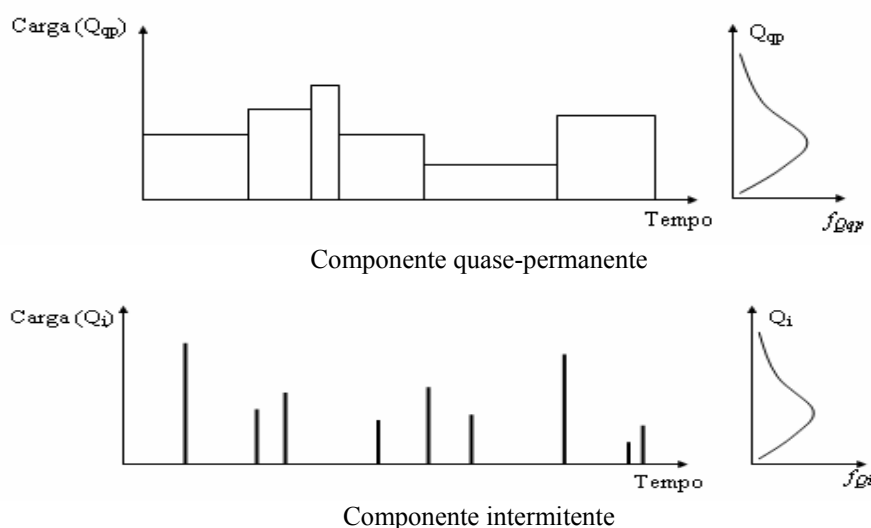 Carga (Qqp)
Qqp
Tempo
fQqp
Componente quase-permanente
Carga (Qi)
Qi
Tempo
fQi
Componente intermitente